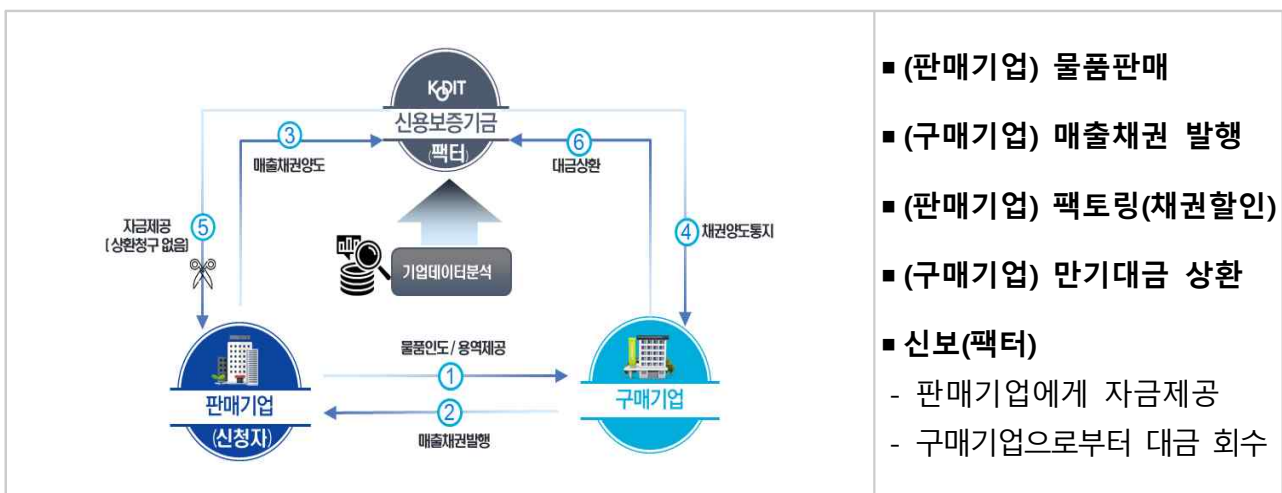 KODIT
신용보증기금
(팩터)
③
매출채권양도
⑥
대금상환
자금제공
(상환청구 없음)
⑤
④
채권양도통지
기업데이터분석
물품인도 / 용역제공
①
②
매출채권발행
판매기업
(신청자)
구매기업
■ (판매기업) 물품판매
■ (구매기업) 매출채권 발행
■ (판매기업) 팩토링(채권할인)
■ (구매기업) 만기대금 상환
■ 신보(팩터)
- 판매기업에게 자금제공
- 구매기업으로부터 대금 회수